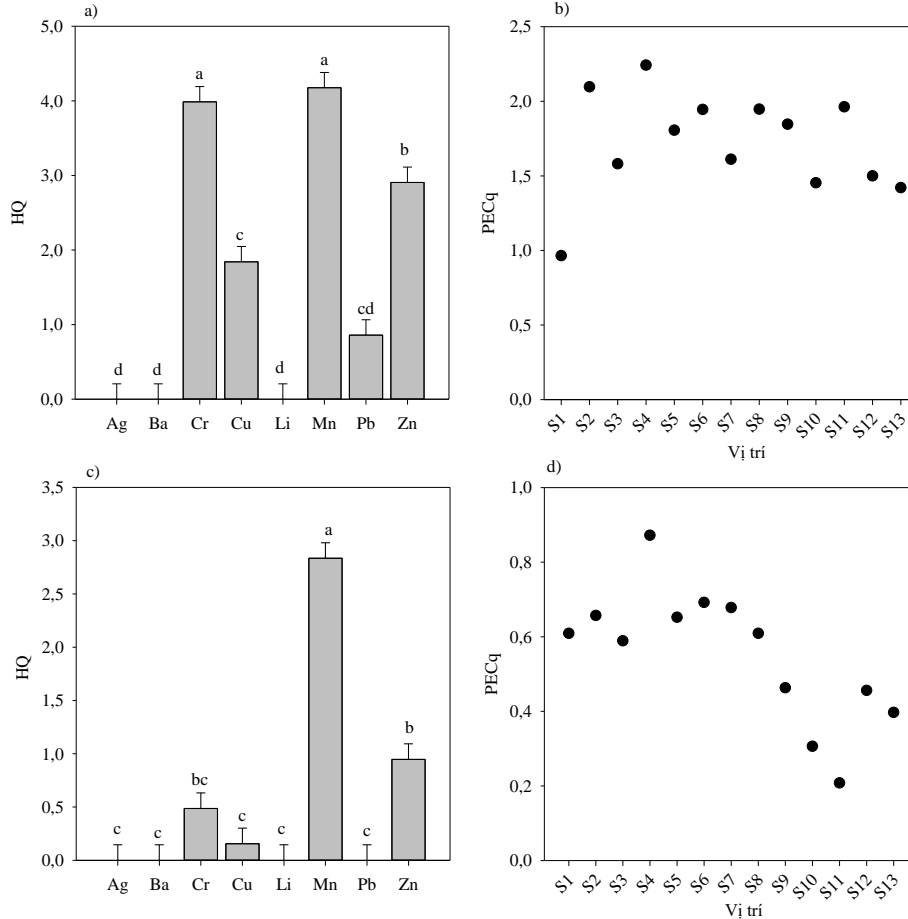 a)
5,0
4,0
3,0
2,0
1,0
0,0
HQ
d d a c d a cd b
Ag Ba Cr Cu Li Mn Pb Zn
b)
2,5
2,0
1,5
1,0
0,5
0,0
PECq
S1 S2 S3 S4 S5 S6 S7 S8 S9 S10 S11 S12 S13
Vị trí
c)
3,5
3,0
2,5
2,0
1,5
1,0
0,5
0,0
HQ
c c bc c c a c b
Ag Ba Cr Cu Li Mn Pb Zn
d)
1,0
0,8
0,6
0,4
0,2
0,0
PECq
S1 S2 S3 S4 S5 S6 S7 S8 S9 S10 S11 S12 S13
Vị trí